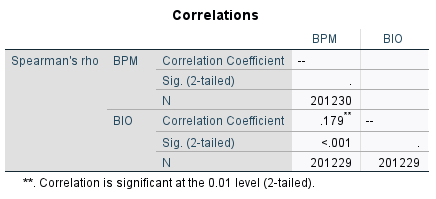 Correlations
BPM BIO
Spearman's rho BPM Correlation Coefficient --
Sig. (2-tailed) .
N 201230
BIO Correlation Coefficient .179** --
Sig. (2-tailed) <.001 .
N 201229 201229
**. Correlation is significant at the 0.01 level (2-tailed).